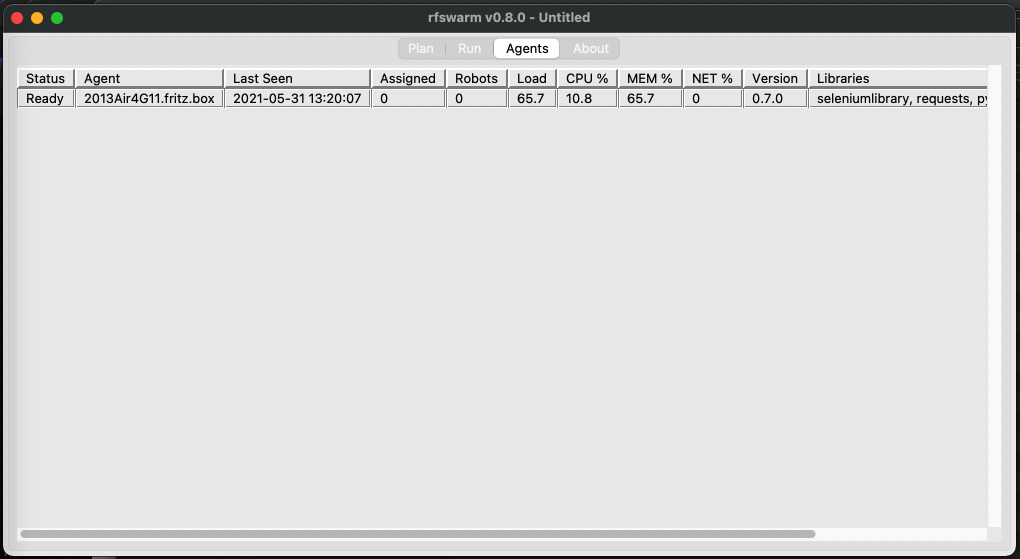 rfswarm v0.8.0 - Untitled
Plan Run Agents About
Status Agent Last Seen Assigned Robots Load CPU % MEM % NET % Version Libraries
Ready 2013Air4G11.fritz.box 2021-05-31 13:20:07 0 0 65.7 10.8 65.7 0 0.7.0 seleniumlibrary, requests,